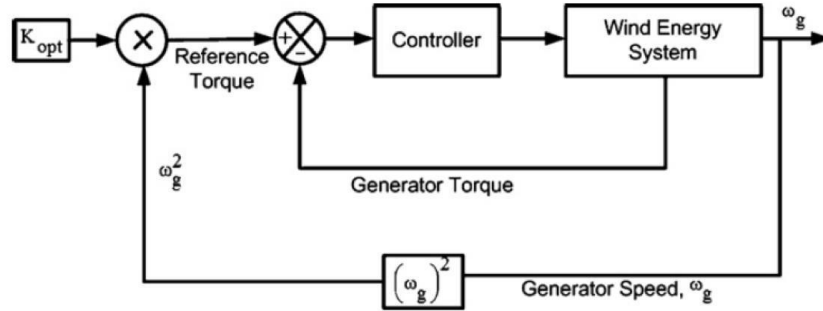 K_opt
×
Reference
Torque
+
-
Controller
Wind Energy
System
ω_g
Generator Torque
ω_g^2
(ω_g)^2
Generator Speed, ω_g